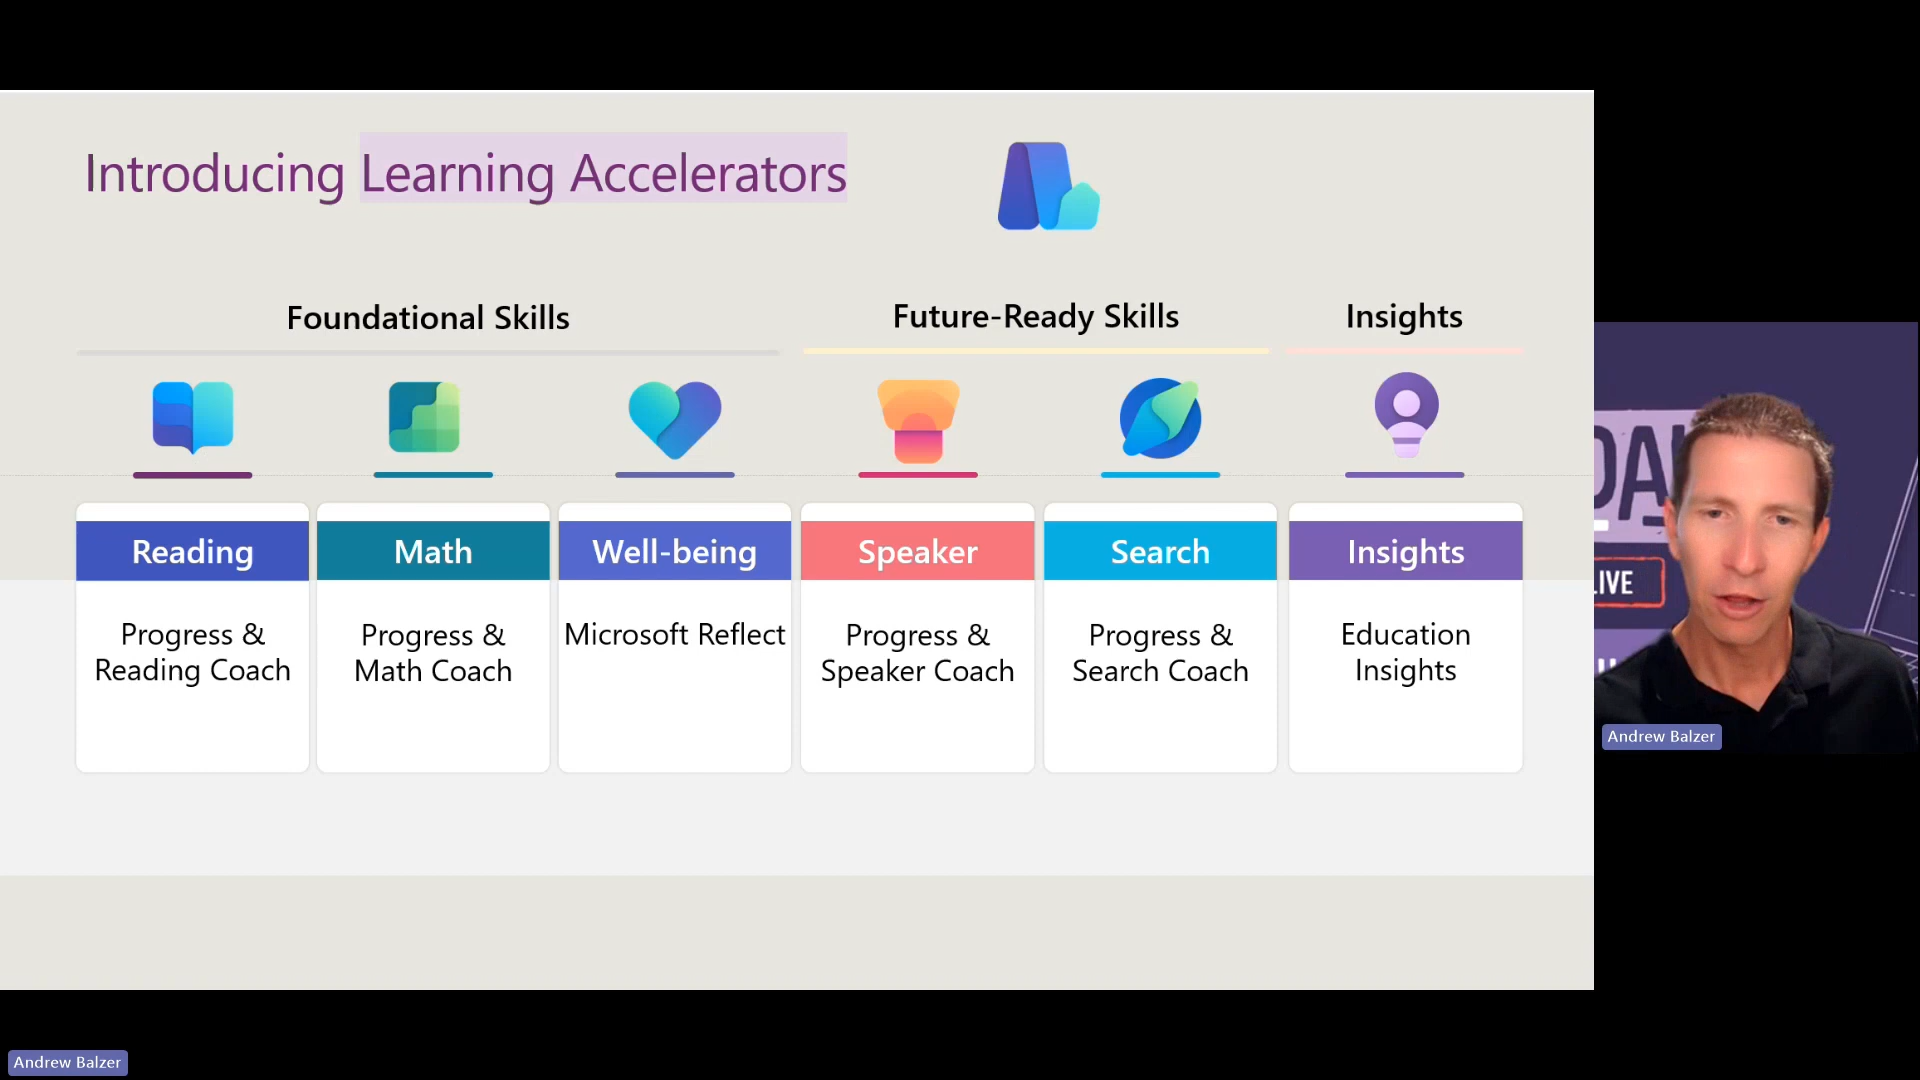 Introducing Learning Accelerators
Foundational Skills
Future-Ready Skills
Insights
Reading
Math
Well-being
Speaker
Search
Insights
Progress &
Reading Coach
Progress &
Math Coach
Microsoft Reflect
Progress &
Speaker Coach
Progress &
Search Coach
Education
Insights
Andrew Balzer
Andrew Balzer